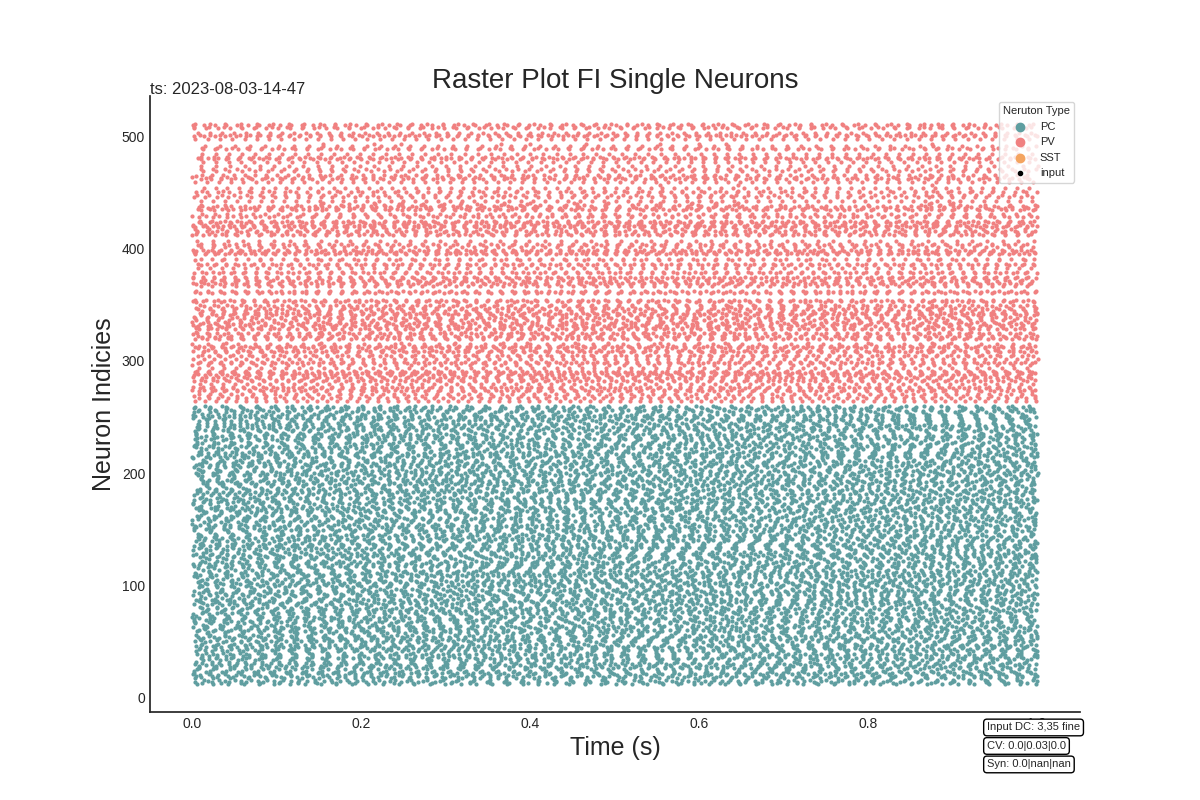 Raster Plot FI Single Neurons
ts: 2023-08-03-14-47
Neruton Type
PC
PV
SST
input
Neuron Indicies
500
400
300
200
100
0
0.0
0.2
0.4
0.6
0.8
Time (s)
Input DC: 3,35 fine
CV: 0.0|0.03|0.0
Syn: 0.0|nan|nan